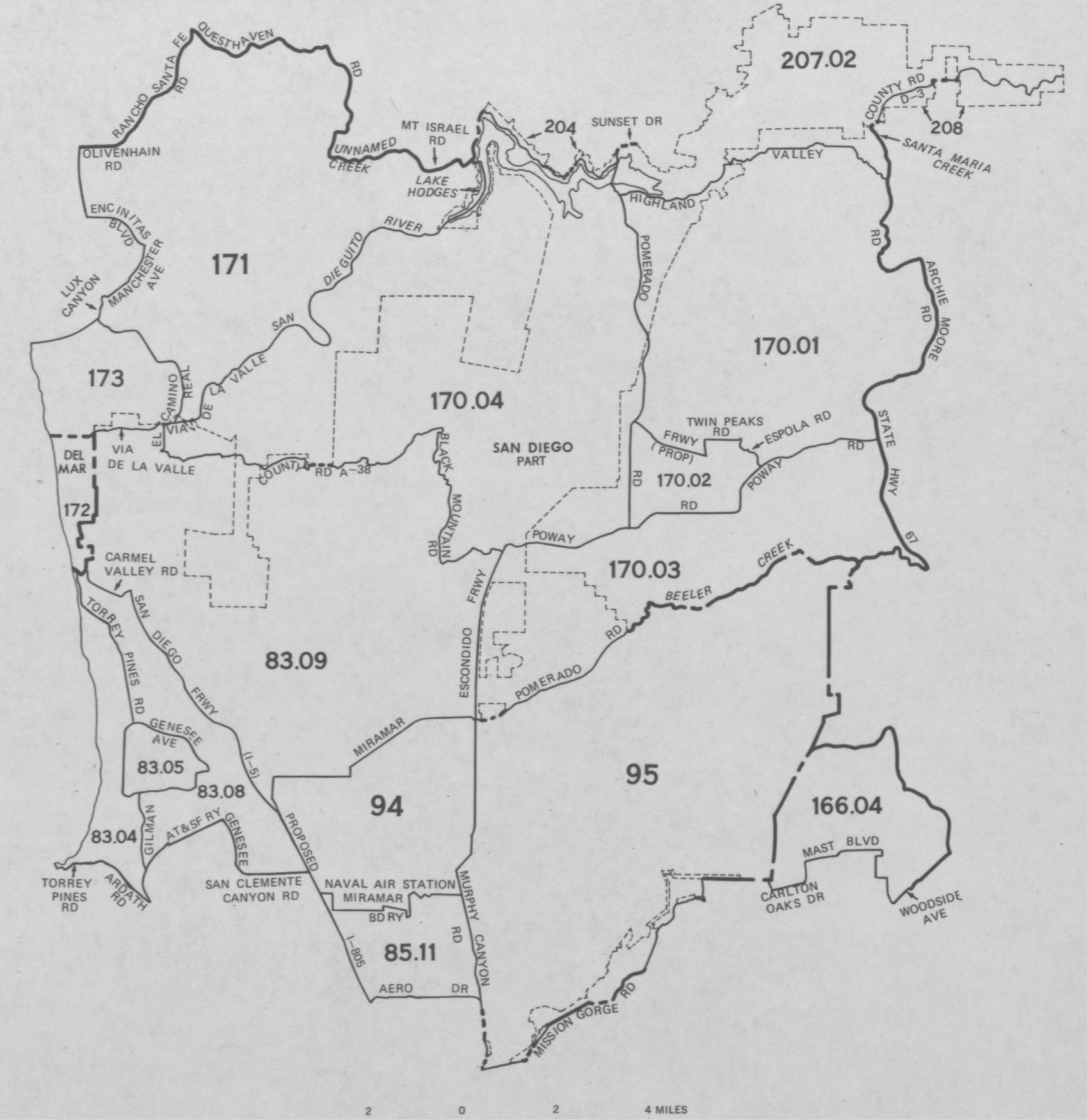 QUESTHAVEN
RD
RANCHO SANTA FE
RD
OLIVENHAIN
RD
ENCINITAS
BLVD
MANCHESTER
AVE
LUX
CANYON
UNNAMED
CREEK
MT ISRAEL
RD
LAKE
HODGES
204
SUNSET DR
207.02
COUNTY RD
D-3
208
SANTA MARIA
CREEK
VALLEY
HIGHLAND
RD
171
SAN DIEGUITO RIVER
VIA DE LA VALLE
POMERADO
RD
ARCHIE MOORE
RD
170.01
173
EL CAMINO REAL
170.04
TWIN PEAKS
RD
ESPOLA RD
FRWY
(PROP)
STATE
HWY
67
DEL
MAR
VIA
DE LA VALLE
COUNTY RD A-38
BLACK
MOUNTAIN
RD
SAN DIEGO
PART
170.02
POWAY
RD
172
POWAY
RD
CARMEL
VALLEY RD
170.03
BEELER
CREEK
TORREY
PINES
RD
SAN
DIEGO
FRWY
(I-5)
ESCONDIDO
FRWY
83.09
POMERADO
RD
MIRAMAR
GENESEE
AVE
83.05
83.08
94
95
166.04
83.04
GILMAN
AT&SF RY
GENESEE
PROPOSED
I-805
MAST BLVD
TORREY
PINES
RD
ARDATH
RD
SAN CLEMENTE
CANYON RD
NAVAL AIR STATION
MIRAMAR
BDRY
MURPHY CANYON
RD
CARLTON
OAKS DR
WOODSIDE
AVE
85.11
AERO DR
MISSION GORGE RD
2 0 2 4 MILES